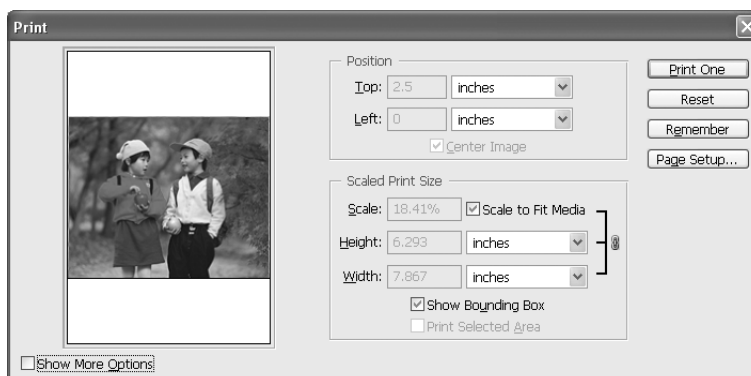 Print
Position
Top: 2.5 inches
Left: 0 inches
Center Image
Scaled Print Size
Scale: 18.41% Scale to Fit Media
Height: 6.293 inches
Width: 7.867 inches
Show Bounding Box
Print Selected Area
Print One
Reset
Remember
Page Setup...
Show More Options